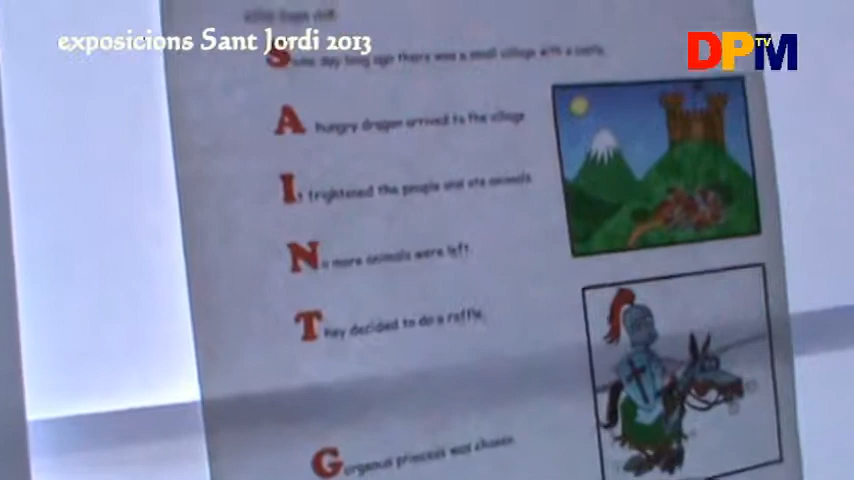 exposicions Sant Jordi 2013
DPM TV
Some day long ago there was a small village with a castle.
A hungry dragon arrived to the village
It frightened the people and ate animals
No more animals were left.
They decided to do a raffle.
Gorgeous princess was chosen